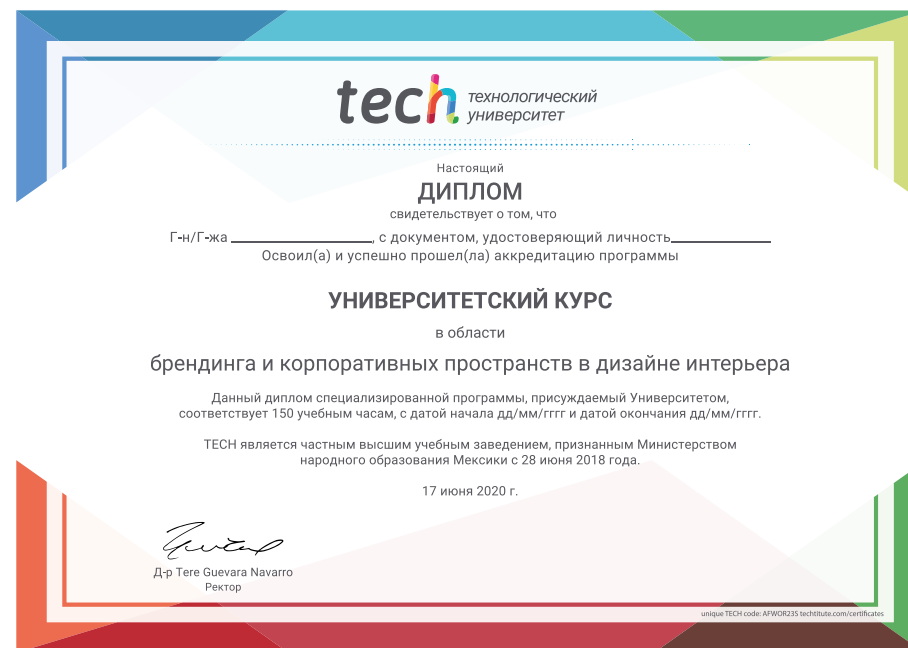 tech технологический
университет
Настоящий
ДИПЛОМ
свидетельствует о том, что
Г-н/Г-жа ____________________, с документом, удостоверяющий личность______________
Освоил(а) и успешно прошел(ла) аккредитацию программы
УНИВЕРСИТЕТСКИЙ КУРС
в области
брендинга и корпоративных пространств в дизайне интерьера
Данный диплом специализированной программы, присуждаемый Университетом,
соответствует 150 учебным часам, с датой начала дд/мм/гггг и датой окончания дд/мм/гггг.
TECH является частным высшим учебным заведением, признанным Министерством
народного образования Мексики с 28 июня 2018 года.
17 июня 2020 г.
Д-р Tere Guevara Navarro
Ректор
unique TECH code: AFWOR23S techtitute.com/certificates